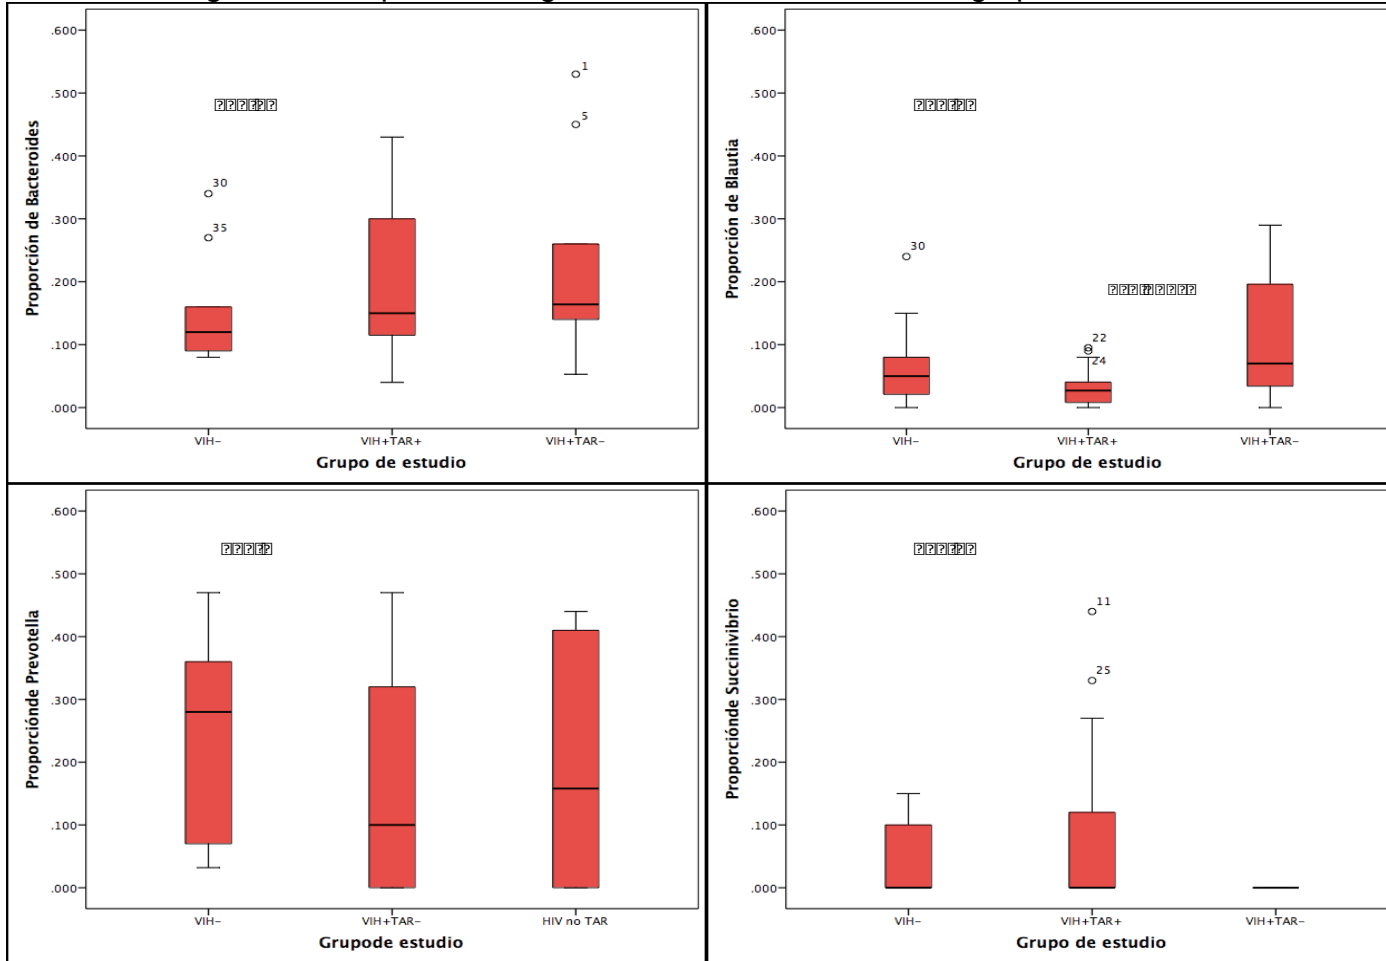 .600
.500
.400
.300
.200
.100
.000
1
5
30
35
Proporción de Bacteroides
VIH–
VIH+TAR+
VIH+TAR–
Grupo de estudio
.600
.500
.400
.300
.200
.100
.000
30
22
24
Proporción de Blautia
VIH–
VIH+TAR+
VIH+TAR–
Grupo de estudio
.600
.500
.400
.300
.200
.100
.000
Proporciónde Prevotella
VIH–
VIH+TAR–
HIV no TAR
Grupode estudio
.600
.500
.400
.300
.200
.100
.000
11
25
Proporciónde Succinivibrio
VIH–
VIH+TAR+
VIH+TAR–
Grupo de estudio